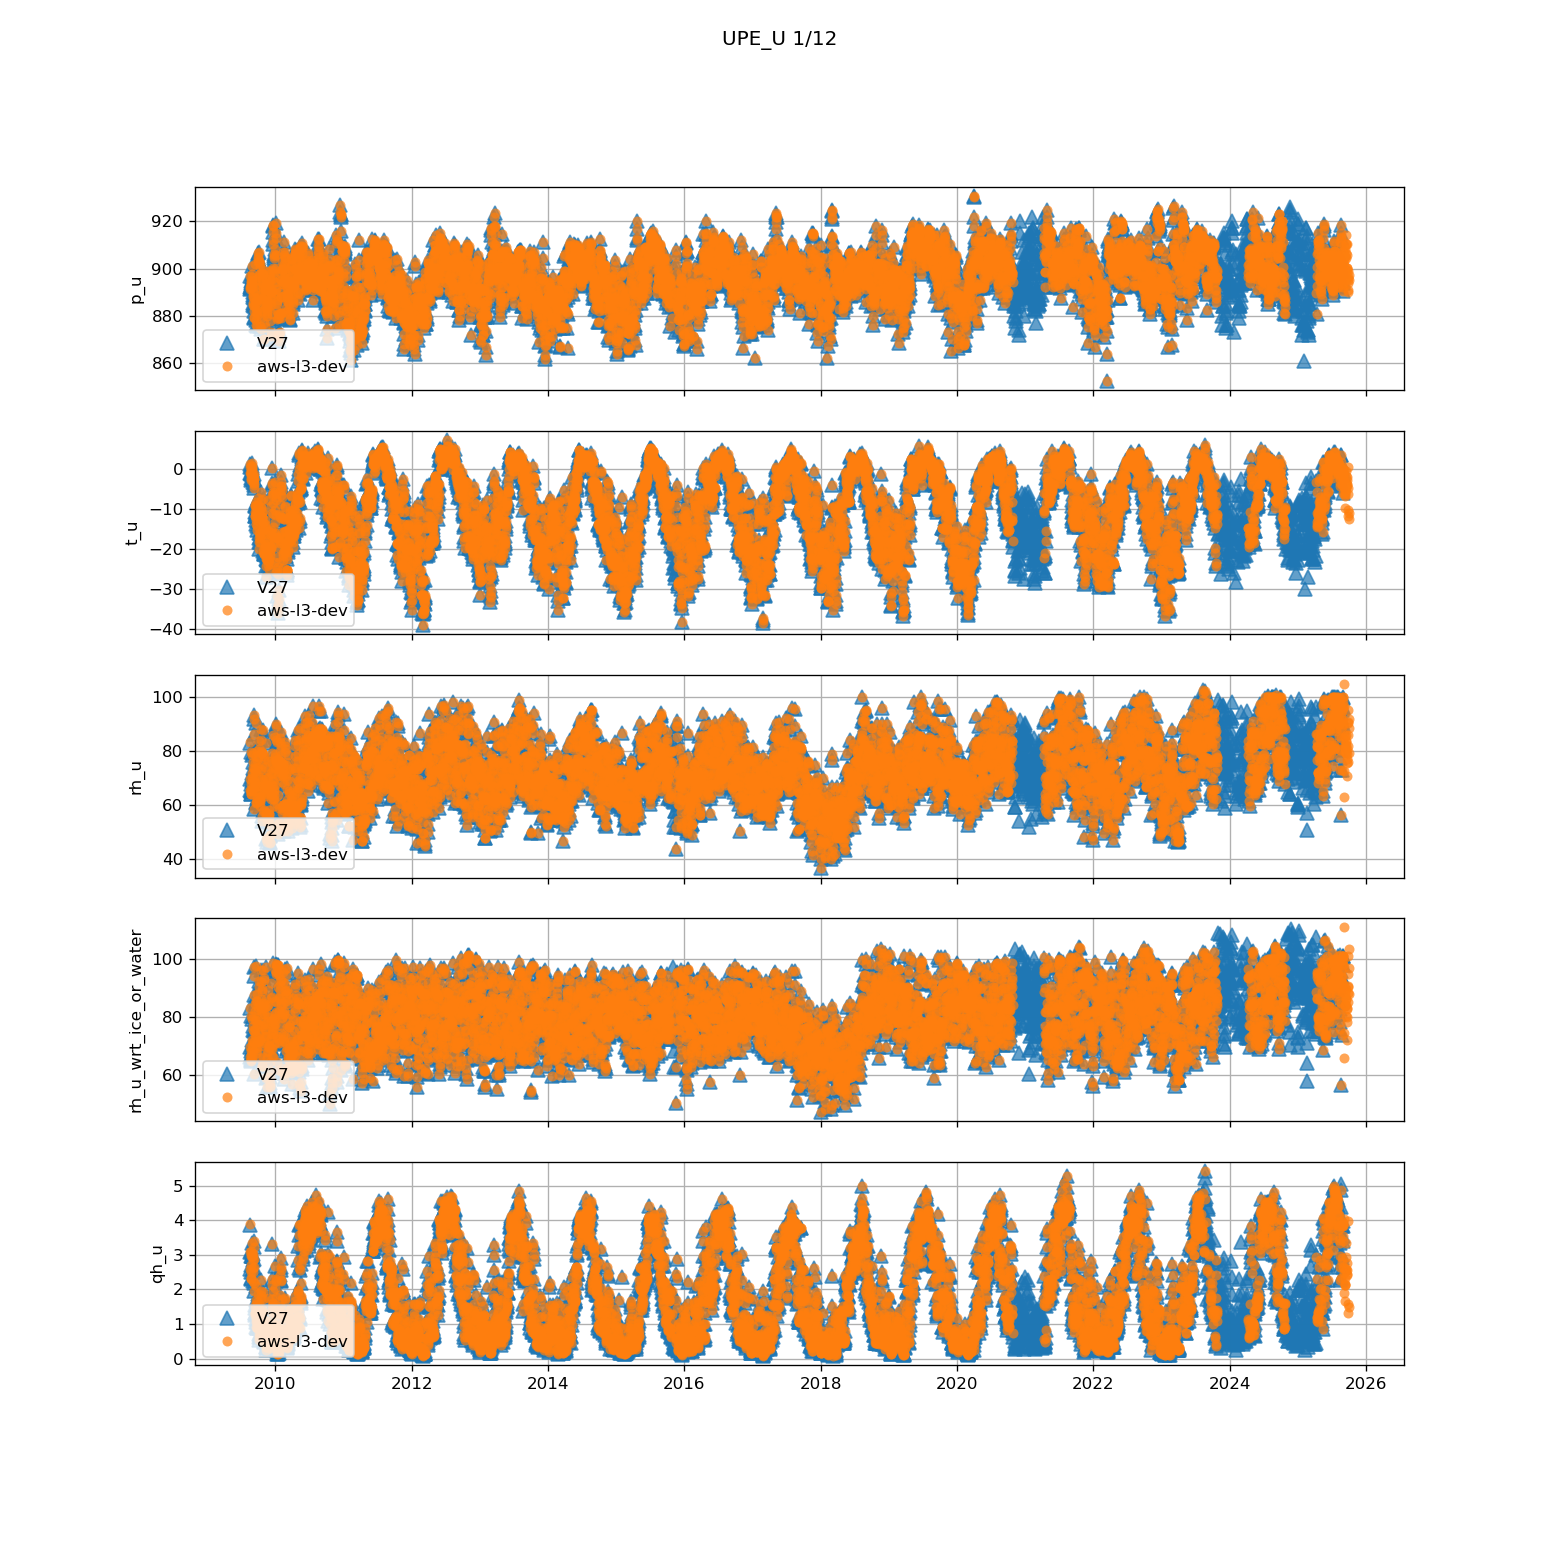 UPE_U 1/12
p_u
920
900
880
860
V27
aws-l3-dev
t_u
0
−10
−20
−30
−40
V27
aws-l3-dev
rh_u
100
80
60
40
V27
aws-l3-dev
rh_u_wrt_ice_or_water
100
80
60
V27
aws-l3-dev
qh_u
5
4
3
2
1
0
V27
aws-l3-dev
2010 2012 2014 2016 2018 2020 2022 2024 2026